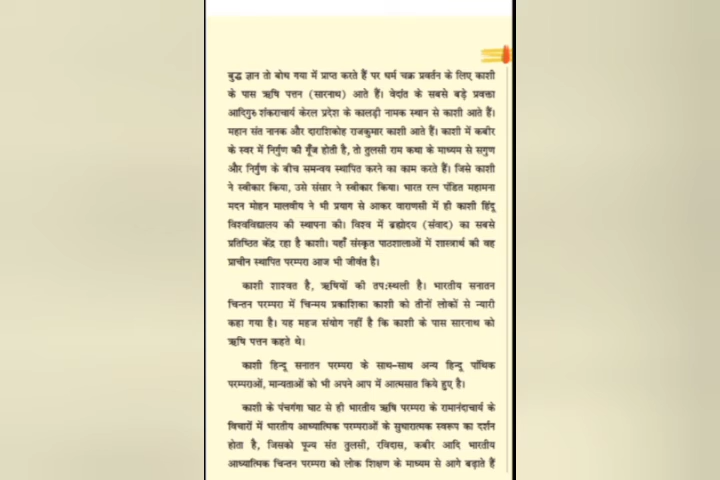 बुद्ध ज्ञान तो बोध गया में प्राप्त करते हैं पर धर्म चक्र प्रवर्तन के लिए काशी
के पास ऋषि पत्तन (सारनाथ) आते हैं। वेदांत के सबसे बड़े प्रवक्ता
आदिगुरु शंकराचार्य केरल प्रदेश के कालड़ी नामक स्थान से काशी आते हैं।
महान संत नानक और दाराशिकोह राजकुमार काशी आते हैं। काशी में कबीर
के स्वर में निर्गुण की गूँज होती है, तो तुलसी राम कथा के माध्यम से सगुण
और निर्गुण के बीच समन्वय स्थापित करने का काम करते हैं। जिसे काशी
ने स्वीकार किया, उसे संसार ने स्वीकार किया। भारत रत्न पंडित महामना
मदन मोहन मालवीय ने भी प्रयाग से आकर वाराणसी में ही काशी हिंदू
विश्वविद्यालय की स्थापना की। विश्व में ब्रह्मोदय (संवाद) का सबसे
प्रतिष्ठित केंद्र रहा है काशी। यहाँ संस्कृत पाठशालाओं में शास्त्रार्थ की वह
प्राचीन स्थापित परम्परा आज भी जीवंत है।
काशी शाश्वत है, ऋषियों की तप:स्थली है। भारतीय सनातन
चिन्तन परम्परा में चिन्मय प्रकाशिका काशी को तीनों लोकों से न्यारी
कहा गया है। यह महज संयोग नहीं है कि काशी के पास सारनाथ को
ऋषि पत्तन कहते थे।
काशी हिन्दू सनातन परम्परा के साथ-साथ अन्य हिन्दू पांथिक
परम्पराओं, मान्यताओं को भी अपने आप में आत्मसात किये हुए है।
काशी के पंचगंगा घाट से ही भारतीय ऋषि परम्परा के रामानंदाचार्य के
विचारों में भारतीय आध्यात्मिक परम्पराओं के सुधारात्मक स्वरूप का दर्शन
होता है, जिसको पूज्य संत तुलसी, रविदास, कबीर आदि भारतीय
आध्यात्मिक चिन्तन परम्परा को लोक शिक्षण के माध्यम से आगे बढ़ाते हैं